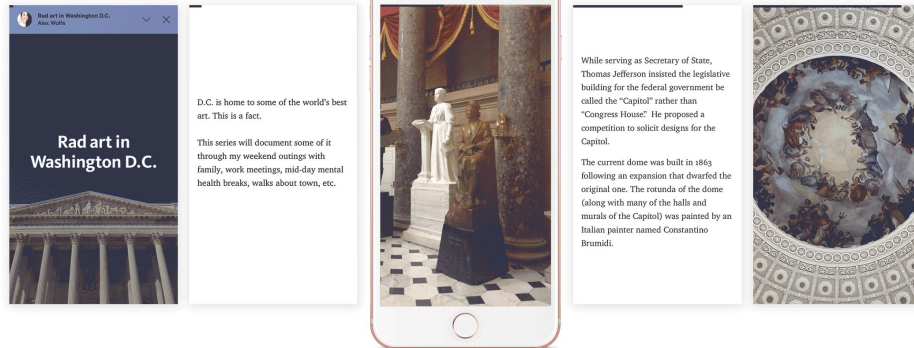 Rad art in Washington D.C.
Alex Wolfe
Rad art in
Washington D.C.
D.C. is home to some of the world's best
art. This is a fact.
This series will document some of it
through my weekend outings with
family, work meetings, mid-day mental
health breaks, walks about town, etc.
While serving as Secretary of State,
Thomas Jefferson insisted the legislative
building for the federal government be
called the “Capitol” rather than
“Congress House.” He proposed a
competition to solicit designs for the
Capitol.
The current dome was built in 1863
following an expansion that dwarfed the
original one. The rotunda of the dome
(along with many of the halls and
murals of the Capitol) was painted by an
Italian painter named Constantino
Brumidi.